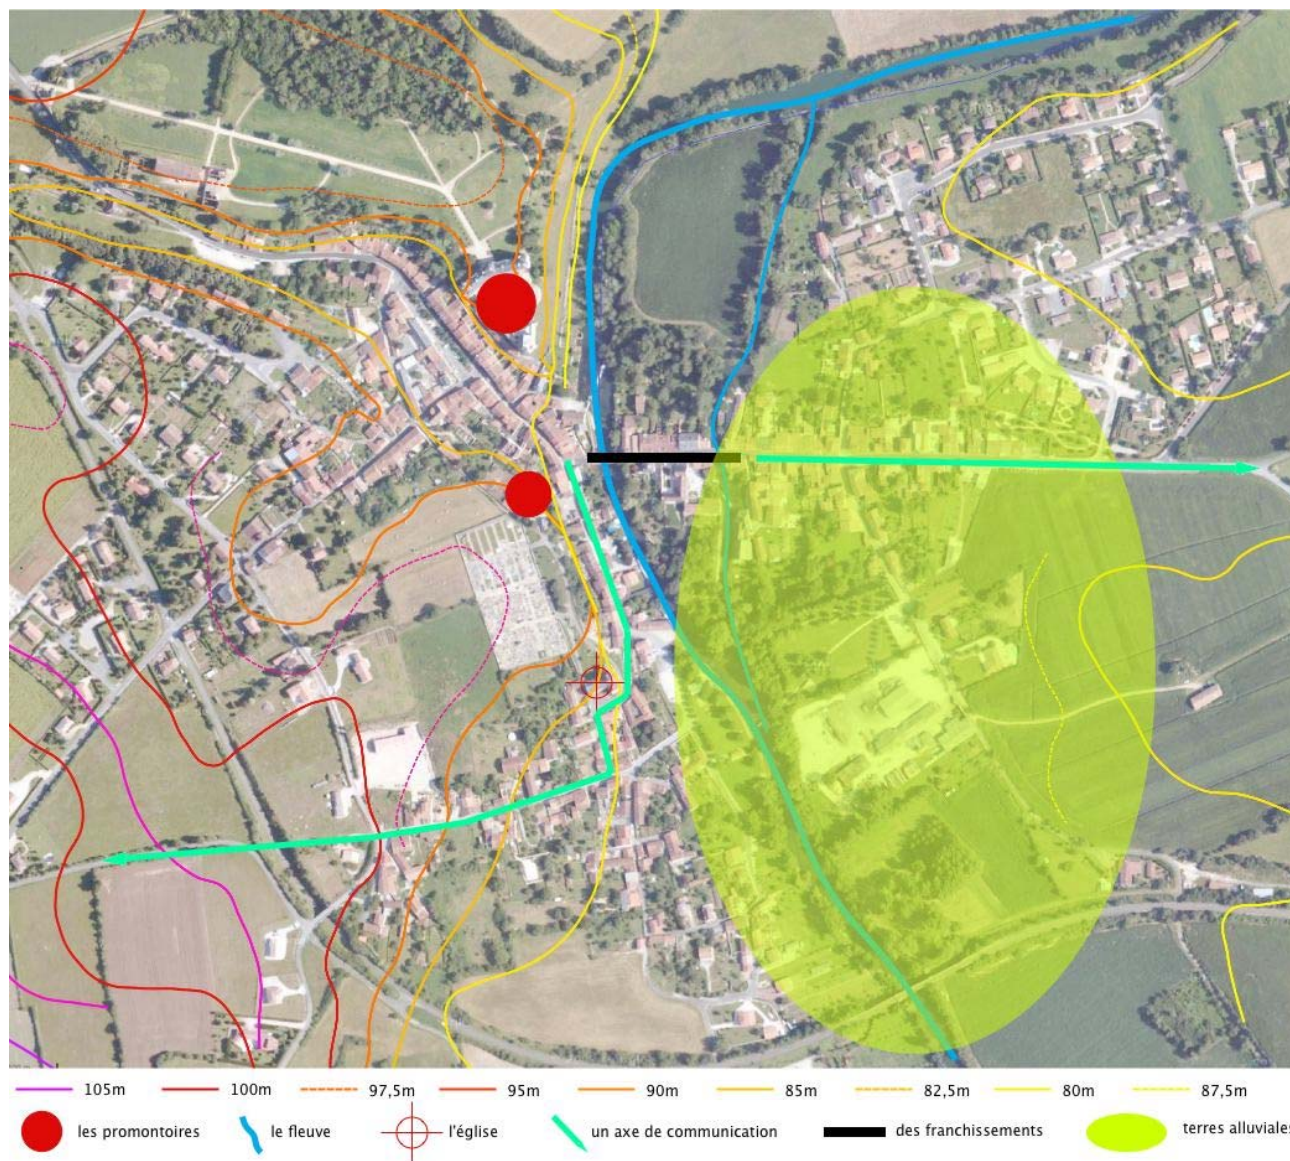 105m 100m 97,5m 95m 90m 85m 82,5m 80m 87,5m
les promontoires le fleuve l'église un axe de communication des franchissements terres alluviales